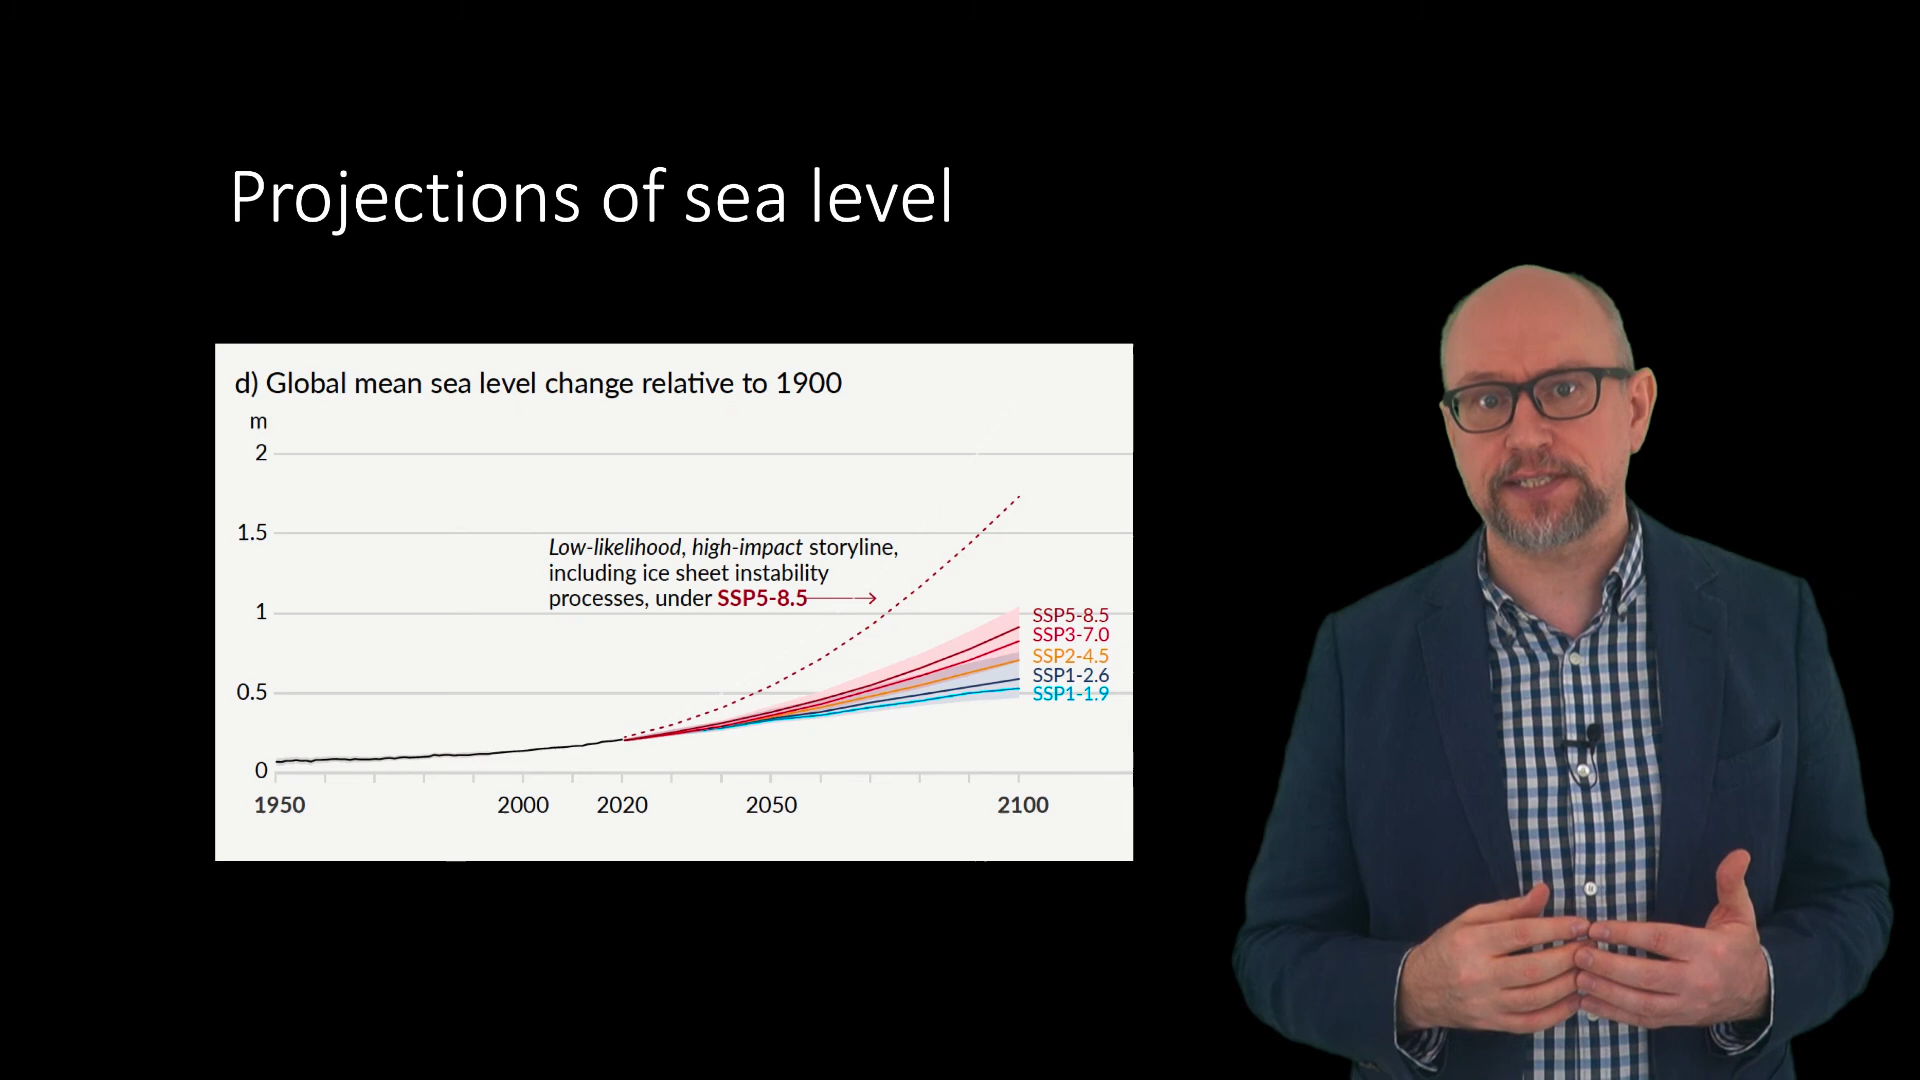 Projections of sea level
d) Global mean sea level change relative to 1900
m
2
1.5
Low-likelihood, high-impact storyline,
including ice sheet instability
processes, under SSP5-8.5
1
SSP5-8.5
SSP3-7.0
SSP2-4.5
SSP1-2.6
0.5
SSP1-1.9
0
1950 2000 2020 2050 2100